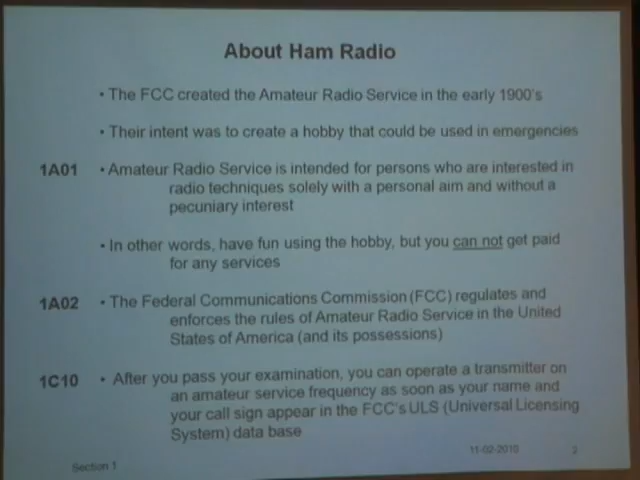 About Ham Radio
• The FCC created the Amateur Radio Service in the early 1900's
• Their intent was to create a hobby that could be used in emergencies
1A01 • Amateur Radio Service is intended for persons who are interested in
radio techniques solely with a personal aim and without a
pecuniary interest
• In other words, have fun using the hobby, but you can not get paid
for any services
1A02 • The Federal Communications Commission (FCC) regulates and
enforces the rules of Amateur Radio Service in the United
States of America (and its possessions)
1C10 • After you pass your examination, you can operate a transmitter on
an amateur service frequency as soon as your name and
your call sign appear in the FCC's ULS (Universal Licensing
System) data base
Section 1 11-02-2010 2